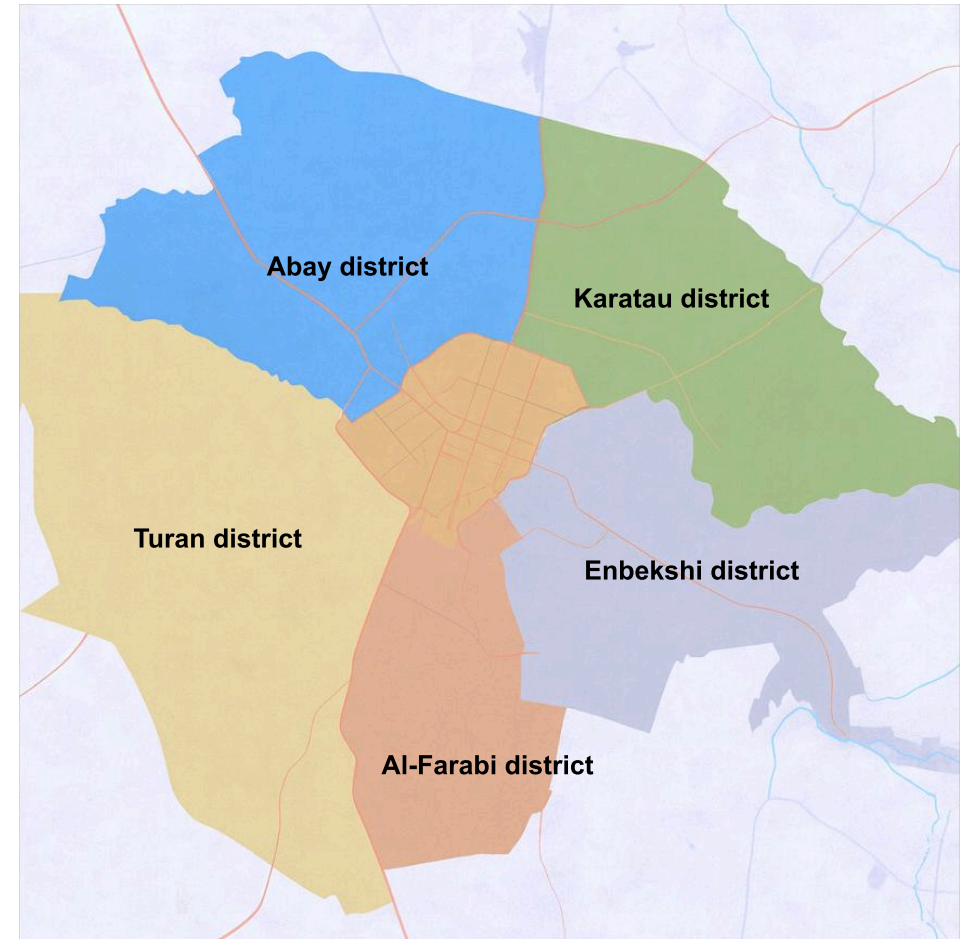 Abay district
Karatau district
Turan district
Enbekshi district
Al-Farabi district